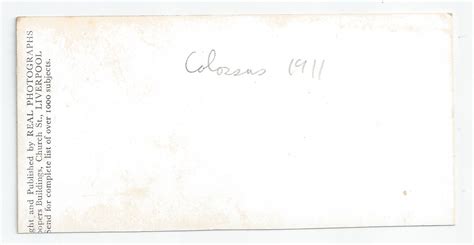 Colossus 1911
ght and Published by REAL PHOTOGRAPHS
opers Buildings, Church St., LIVERPOOL
Send for complete list of over 1000 subjects.